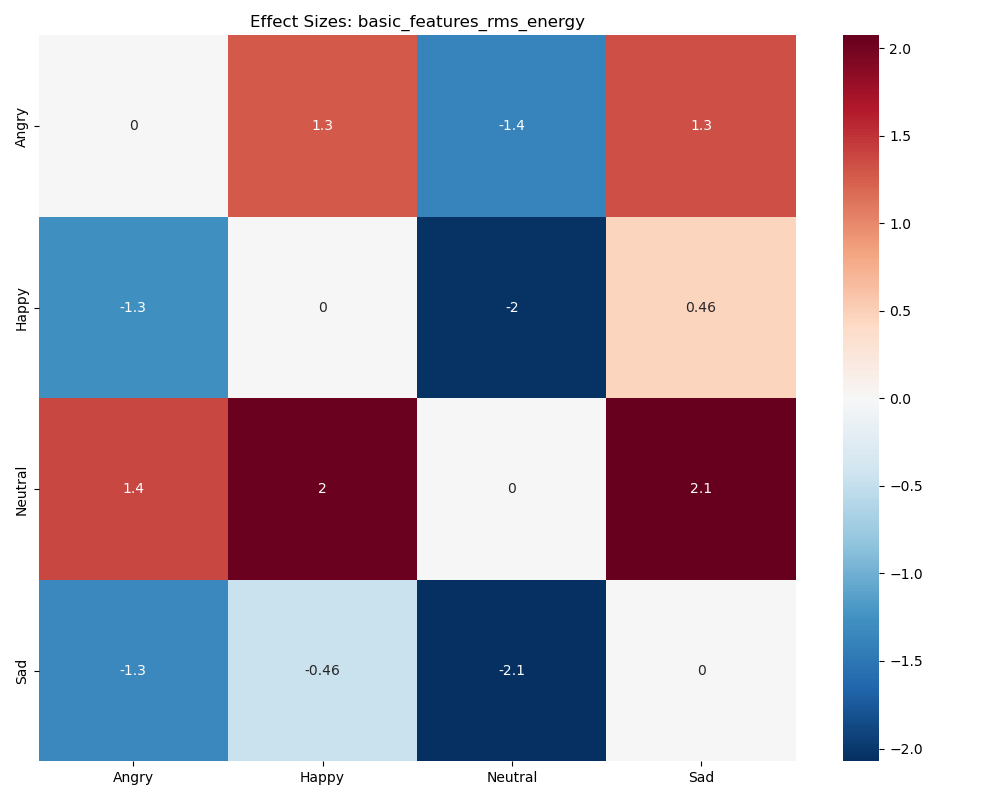 Effect Sizes: basic_features_rms_energy
Angry 0 1.3 -1.4 1.3
Happy -1.3 0 -2 0.46
Neutral 1.4 2 0 2.1
Sad -1.3 -0.46 -2.1 0
Angry Happy Neutral Sad
2.0
1.5
1.0
0.5
0.0
−0.5
−1.0
−1.5
−2.0